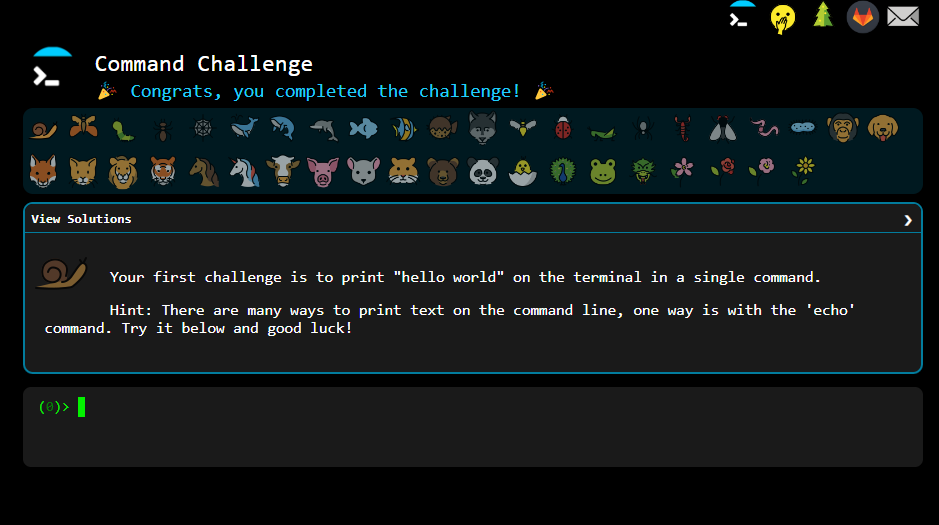 Command Challenge
Congrats, you completed the challenge!
View Solutions
Your first challenge is to print "hello world" on the terminal in a single command.
Hint: There are many ways to print text on the command line, one way is with the 'echo'
command. Try it below and good luck!
(0)>